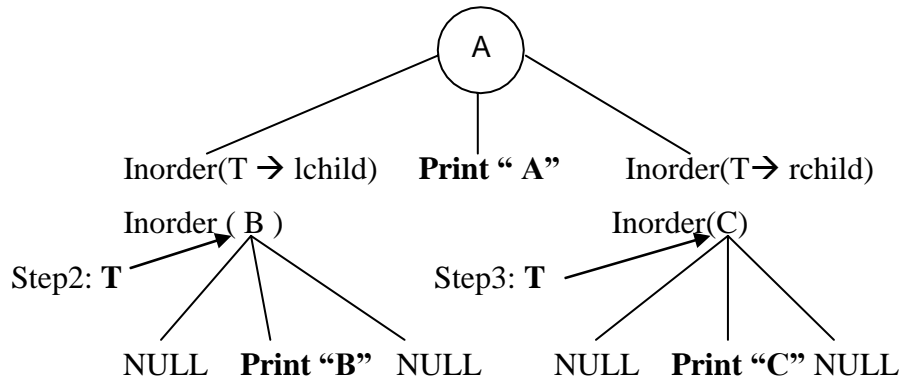 A
Inorder(T → lchild) Print “ A” Inorder(T→ rchild)
Inorder ( B ) Inorder(C)
Step2: T Step3: T
NULL Print “B” NULL NULL Print “C” NULL